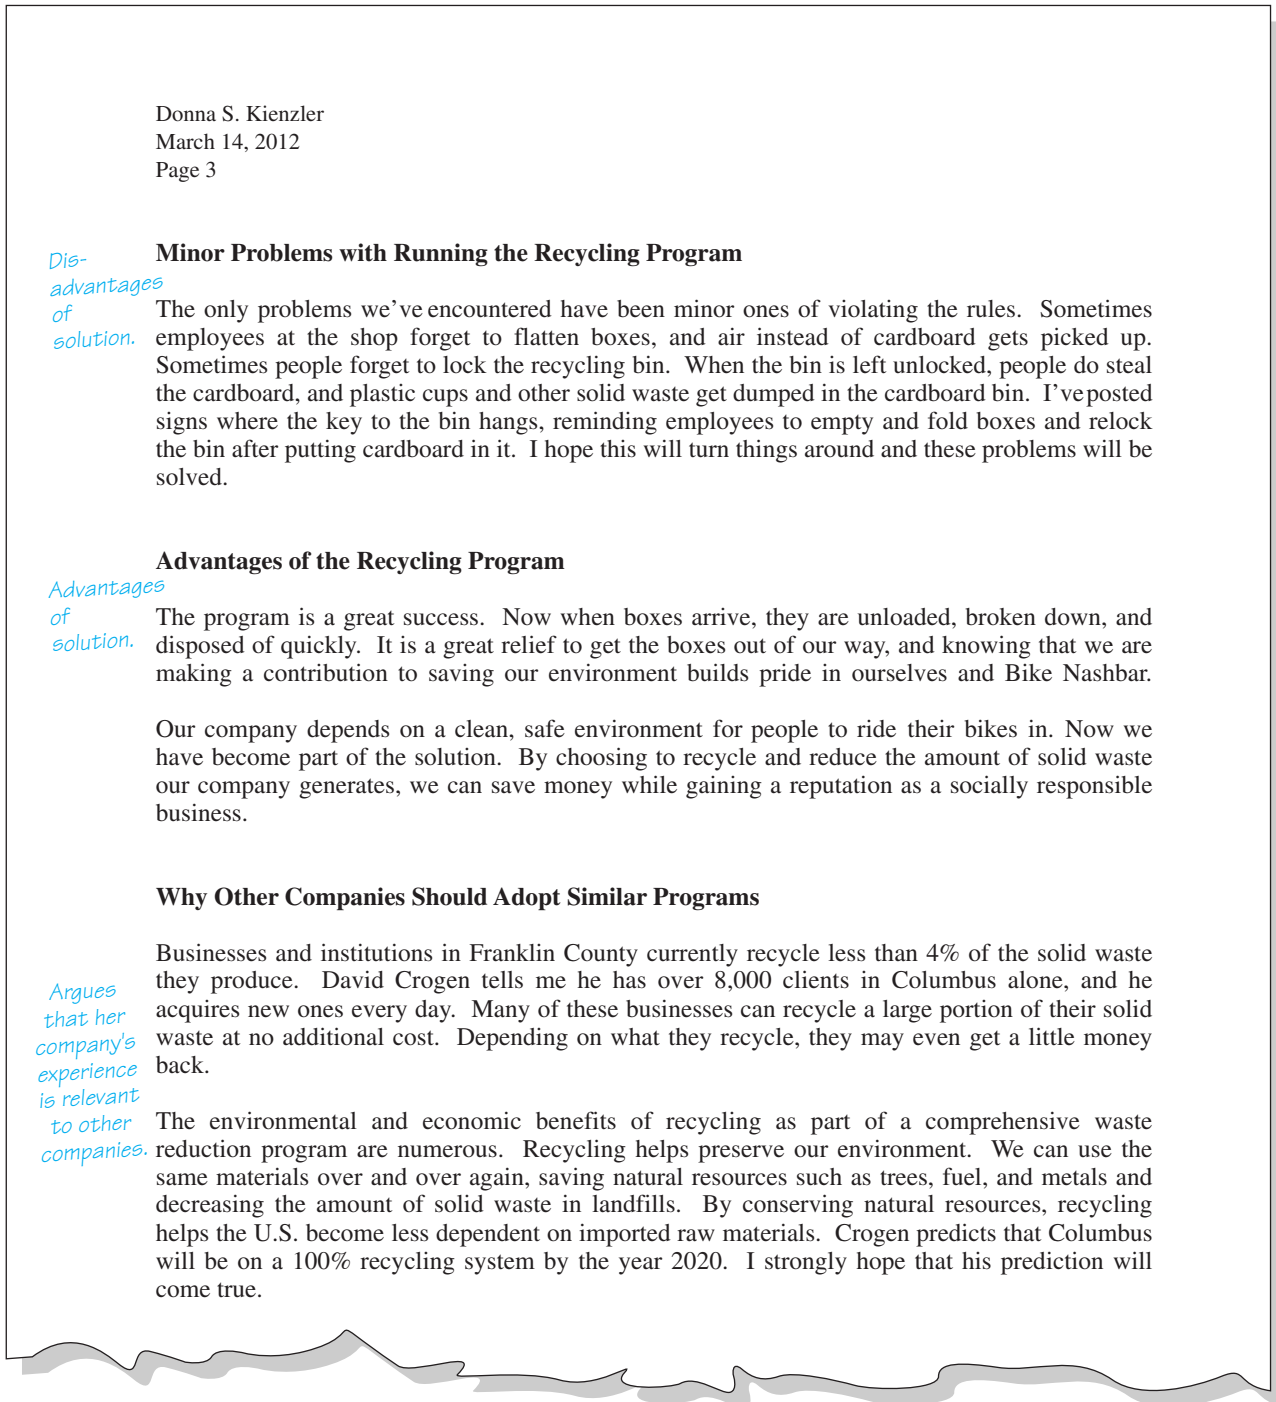 Donna S. Kienzler
March 14, 2012
Page 3
Dis-
advantages
of
solution.
Minor Problems with Running the Recycling Program
The only problems we've encountered have been minor ones of violating the rules. Sometimes
employees at the shop forget to flatten boxes, and air instead of cardboard gets picked up.
Sometimes people forget to lock the recycling bin. When the bin is left unlocked, people do steal
the cardboard, and plastic cups and other solid waste get dumped in the cardboard bin. I've posted
signs where the key to the bin hangs, reminding employees to empty and fold boxes and relock
the bin after putting cardboard in it. I hope this will turn things around and these problems will be
solved.
Advantages of the Recycling Program
Advantages
of
solution.
The program is a great success. Now when boxes arrive, they are unloaded, broken down, and
disposed of quickly. It is a great relief to get the boxes out of our way, and knowing that we are
making a contribution to saving our environment builds pride in ourselves and Bike Nashbar.
Our company depends on a clean, safe environment for people to ride their bikes in. Now we
have become part of the solution. By choosing to recycle and reduce the amount of solid waste
our company generates, we can save money while gaining a reputation as a socially responsible
business.
Why Other Companies Should Adopt Similar Programs
Businesses and institutions in Franklin County currently recycle less than 4% of the solid waste
they produce. David Crogen tells me he has over 8,000 clients in Columbus alone, and he
acquires new ones every day. Many of these businesses can recycle a large portion of their solid
waste at no additional cost. Depending on what they recycle, they may even get a little money
back.
Argues
that her
company's
experience
is relevant
to other
companies.
The environmental and economic benefits of recycling as part of a comprehensive waste
reduction program are numerous. Recycling helps preserve our environment. We can use the
same materials over and over again, saving natural resources such as trees, fuel, and metals and
decreasing the amount of solid waste in landfills. By conserving natural resources, recycling
helps the U.S. become less dependent on imported raw materials. Crogen predicts that Columbus
will be on a 100% recycling system by the year 2020. I strongly hope that his prediction will
come true.